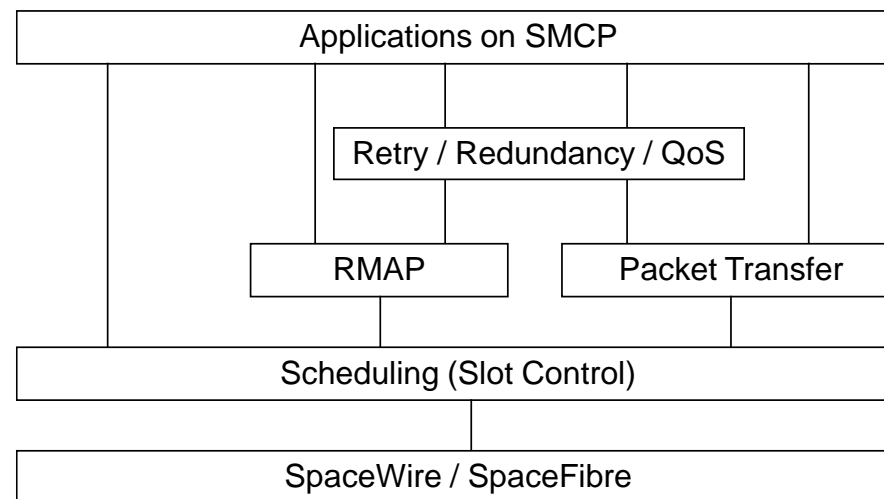 Applications on SMCP
Retry / Redundancy / QoS
RMAP
Packet Transfer
Scheduling (Slot Control)
SpaceWire / SpaceFibre